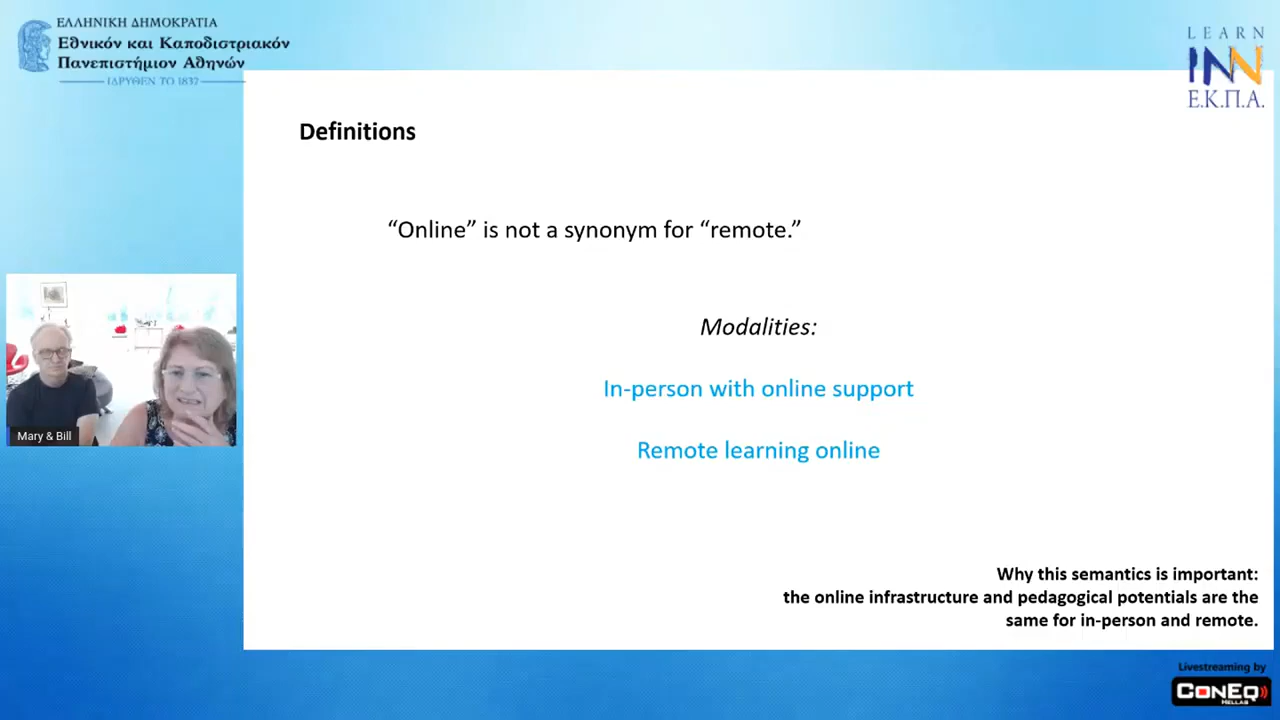 ΕΛΛΗΝΙΚΗ ΔΗΜΟΚΡΑΤΙΑ
Εθνικόν και Καποδιστριακόν
Πανεπιστήμιον Αθηνών
ΙΔΡΥΘΕΝ ΤΟ 1837
LEARN
INN
Ε.Κ.Π.Α.
Definitions
“Online” is not a synonym for “remote.”
Modalities:
In-person with online support
Remote learning online
Mary & Bill
Why this semantics is important:
the online infrastructure and pedagogical potentials are the
same for in-person and remote.
Livestreaming by
CONEQ
HELLAS